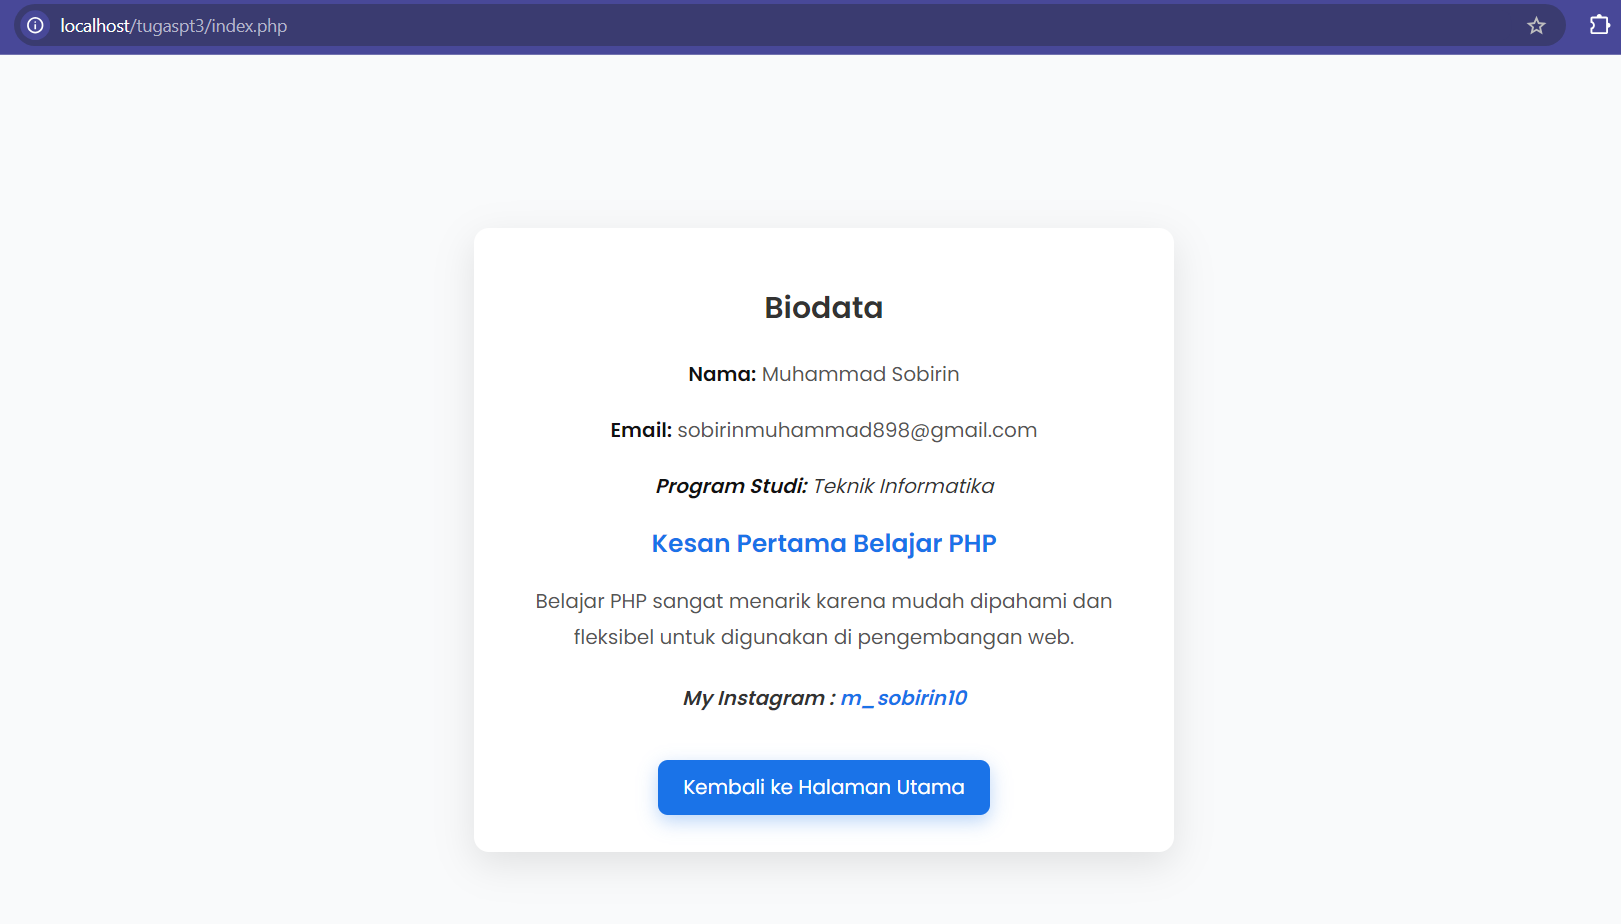 localhost/tugaspt3/index.php
Biodata
Nama: Muhammad Sobirin
Email: sobirinmuhammad898@gmail.com
Program Studi: Teknik Informatika
Kesan Pertama Belajar PHP
Belajar PHP sangat menarik karena mudah dipahami dan
fleksibel untuk digunakan di pengembangan web.
My Instagram : m_sobirin10
Kembali ke Halaman Utama